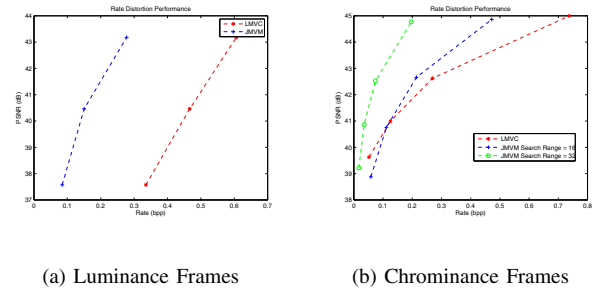 Rate Distortion Performance
44
43
42
41
40
39
38
37
PSNR (dB)
0
0.1
0.2
0.3
0.4
0.5
0.6
0.7
Rate (bpp)
LMVC
JMVM
(a) Luminance Frames
Rate Distortion Performance
45
44
43
42
41
40
39
38
PSNR (dB)
0
0.1
0.2
0.3
0.4
0.5
0.6
0.7
0.8
Rate (bpp)
LMVC
JMVM Search Range = 16
JMVM Search Range = 32
(b) Chrominance Frames